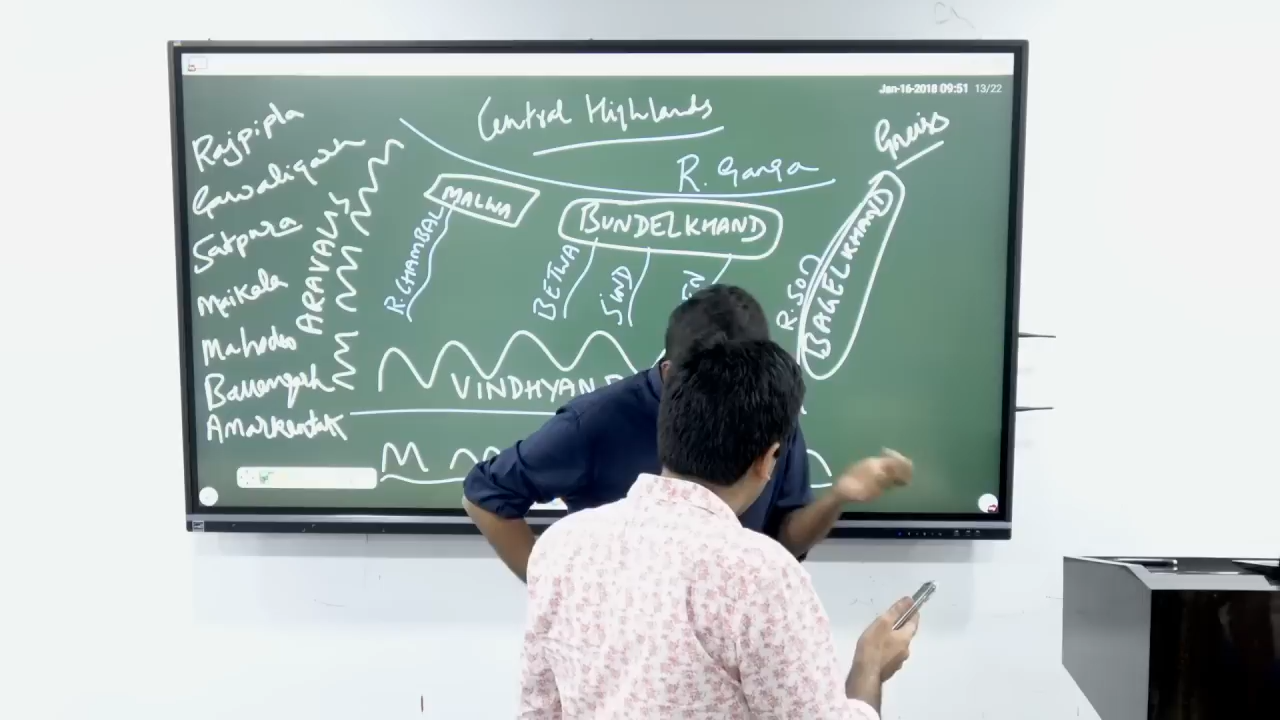 Jan-16-2018 09:51 13/22
Central Highlands
Gneiss
R. Ganga
Rajpipla
Gawaligarh
Satpura
Maikala
Mahadeo
Amarkantak
ARAVALIS
MALWA
R. CHAMBAL
BUNDELKHAND
BETWA
SIND
R. SON
BAGELKHAND
VINDHYAN